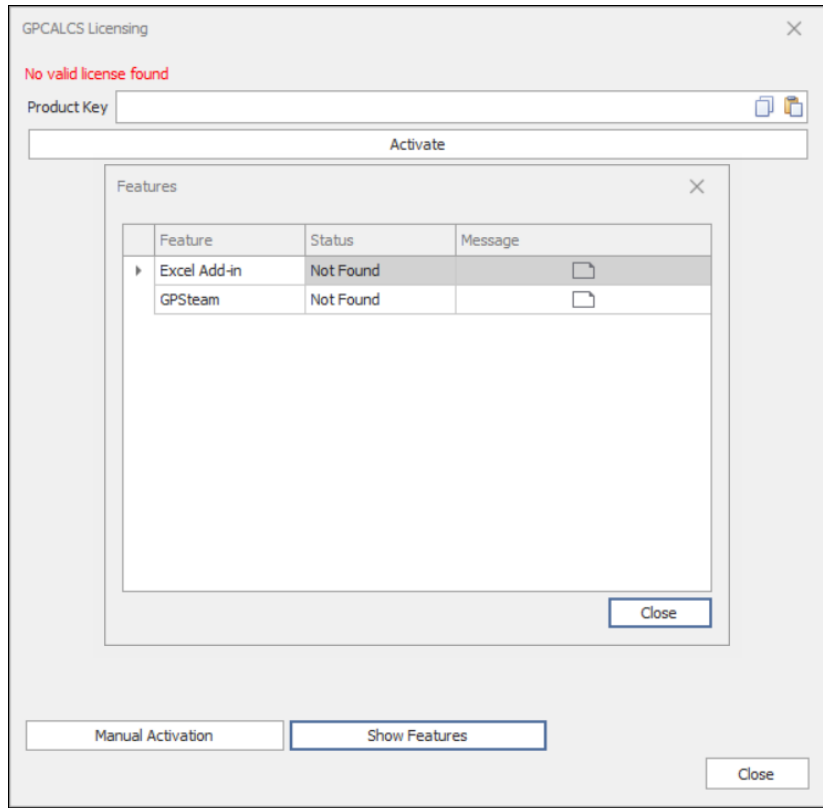 GPCALCS Licensing
No valid license found
Product Key
Activate
Features
Feature Status Message
Excel Add-in Not Found
GPSteam Not Found
Close
Manual Activation Show Features
Close